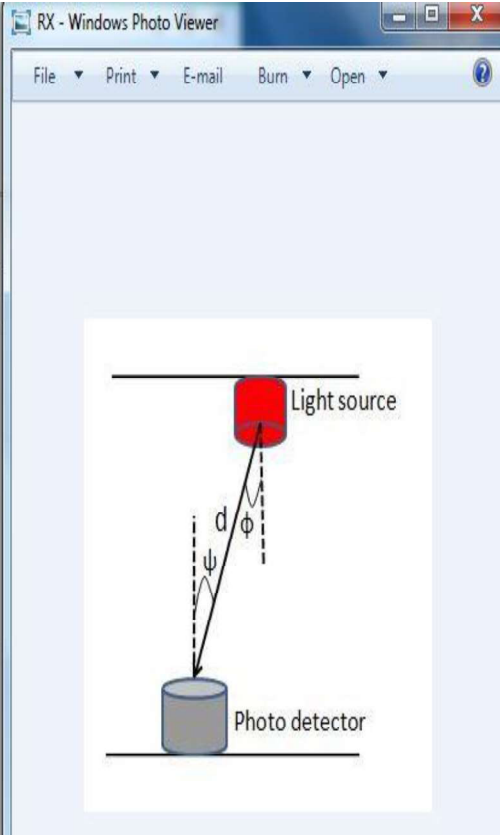 RX - Windows Photo Viewer
File Print E-mail Burn Open
Light source
d ϕ
ψ
Photo detector